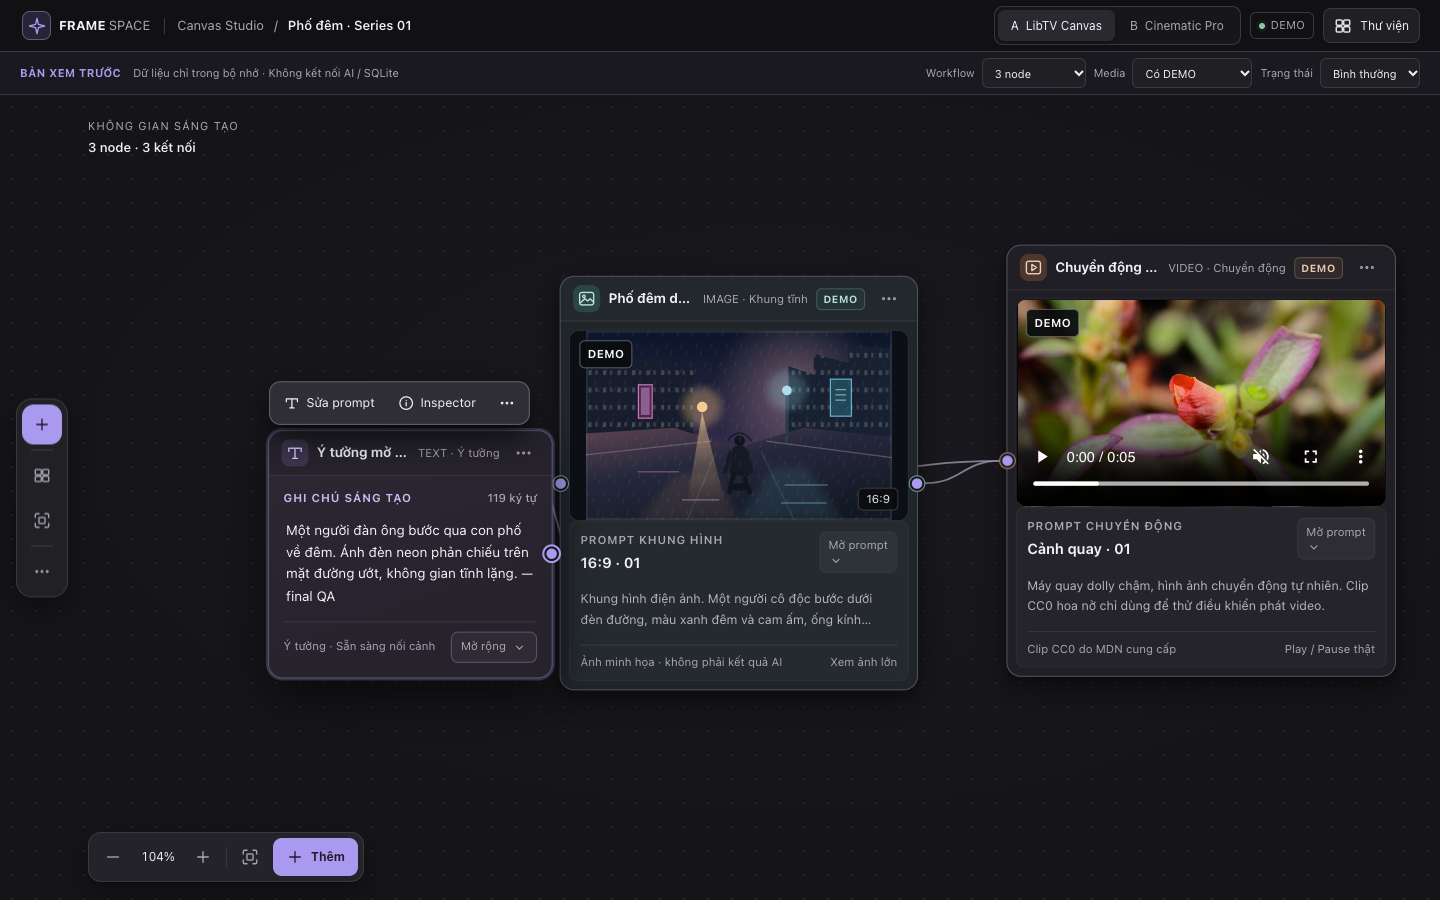 FRAME SPACE
Canvas Studio / Phố đêm · Series 01
A LibTV Canvas
B Cinematic Pro
DEMO
Thư viện
BẢN XEM TRƯỚC
Dữ liệu chỉ trong bộ nhớ · Không kết nối AI / SQLite
Workflow
3 node
Media
Có DEMO
Trạng thái
Bình thường
KHÔNG GIAN SÁNG TẠO
3 node · 3 kết nối
Sửa prompt
Inspector
Ý tưởng mở ...
TEXT · Ý tưởng
GHI CHÚ SÁNG TẠO
119 ký tự
Một người đàn ông bước qua con phố
về đêm. Ánh đèn neon phản chiếu trên
mặt đường ướt, không gian tĩnh lặng. —
final QA
Ý tưởng · Sẵn sàng nối cảnh
Mở rộng
Phố đêm d...
IMAGE · Khung tĩnh
DEMO
DEMO
16:9
PROMPT KHUNG HÌNH
16:9 · 01
Mở prompt
Khung hình điện ảnh. Một người cô độc bước dưới
đèn đường, màu xanh đêm và cam ấm, ống kính...
Ảnh minh họa · không phải kết quả AI
Xem ảnh lớn
Chuyển động ...
VIDEO · Chuyển động
DEMO
DEMO
0:00 / 0:05
PROMPT CHUYỂN ĐỘNG
Cảnh quay · 01
Mở prompt
Máy quay dolly chậm, hình ảnh chuyển động tự nhiên. Clip
CC0 hoa nở chỉ dùng để thử điều khiển phát video.
Clip CC0 do MDN cung cấp
Play / Pause thật
104%
Thêm